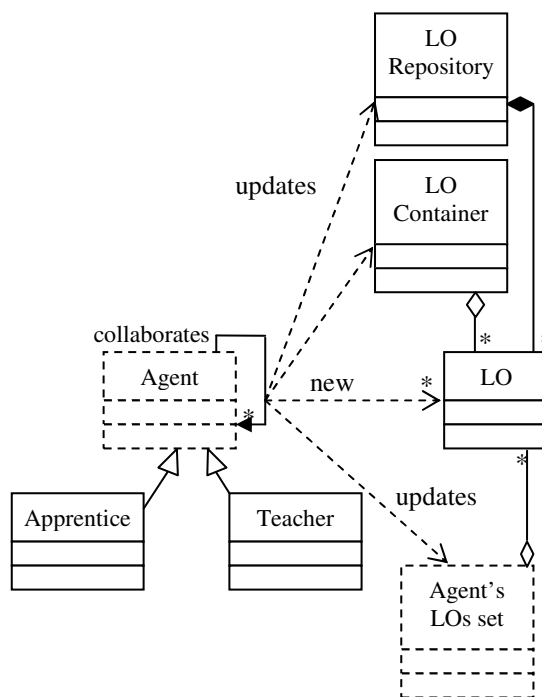 LO
Repository
updates
LO
Container
collaborates
*
*
Agent
new
*
LO
*
*
updates
Apprentice
Teacher
Agent's
LOs set